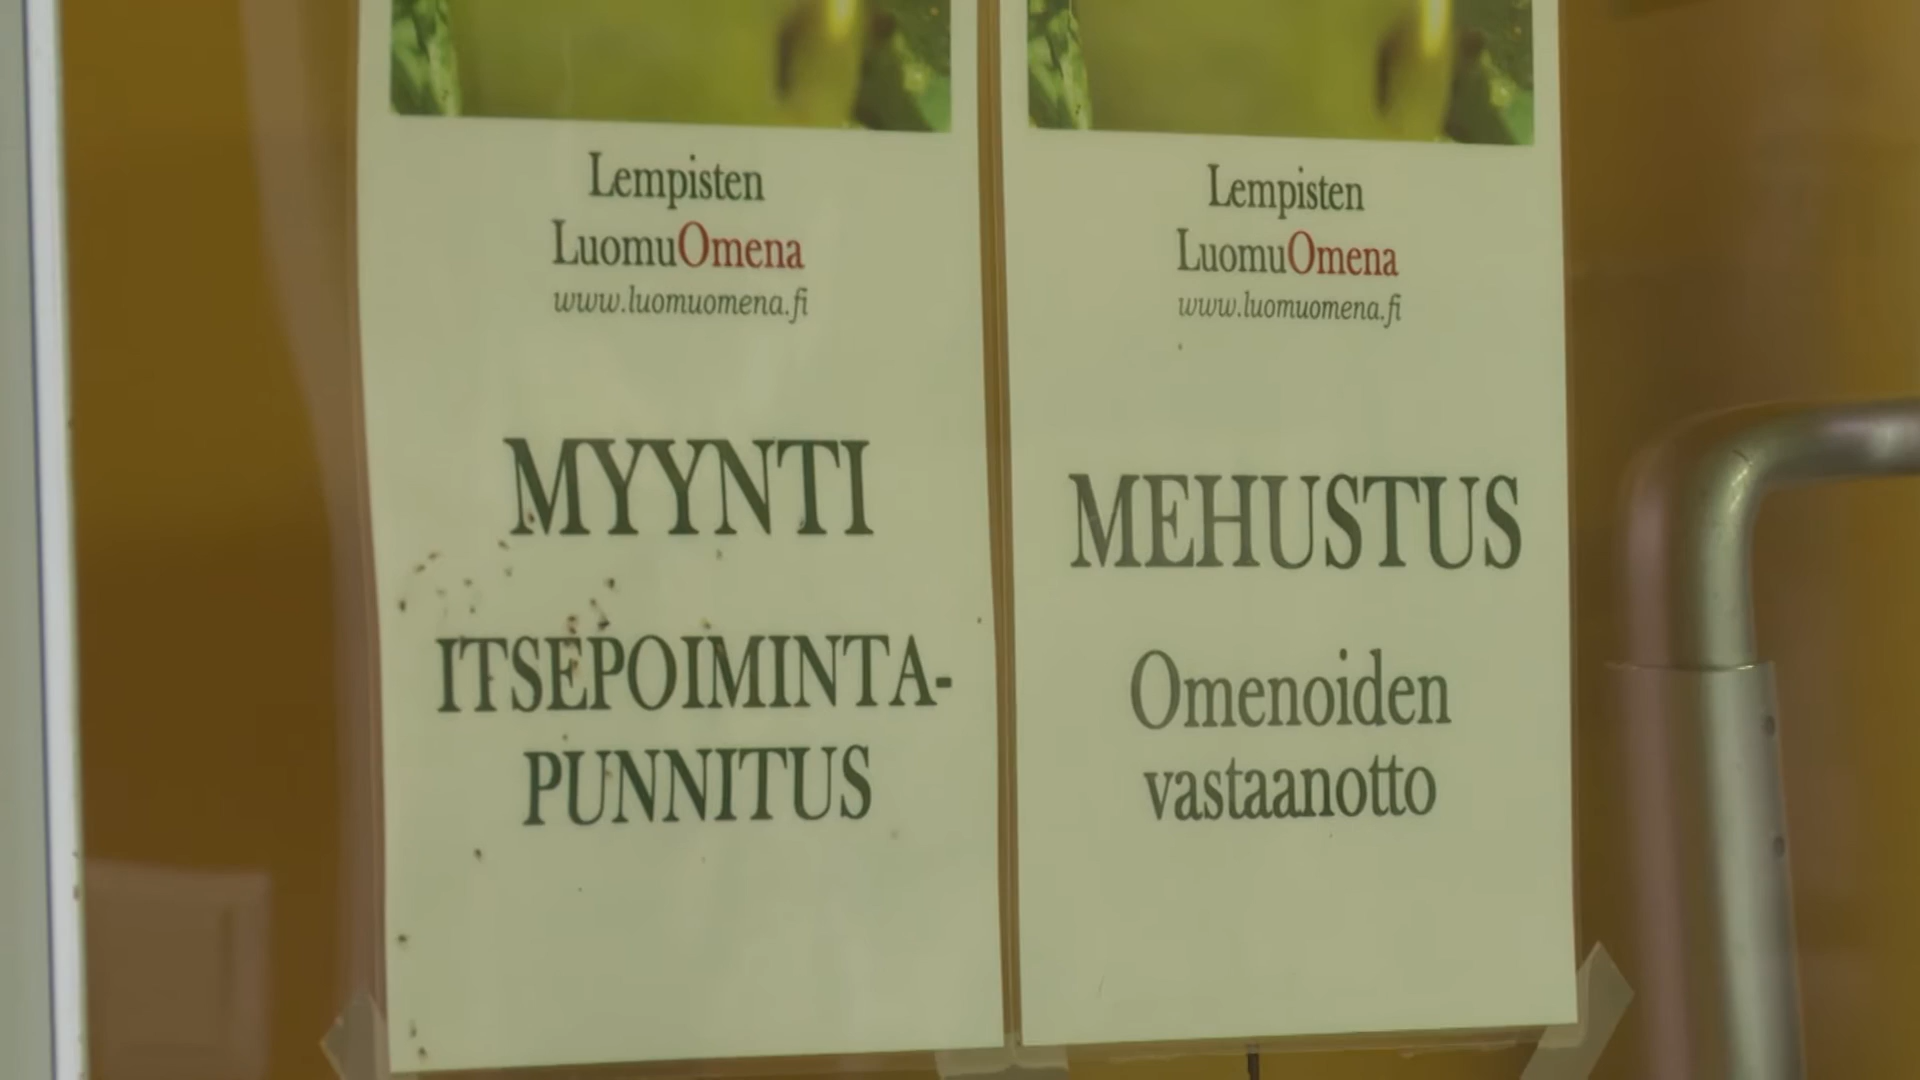 Lempisten
LuomuOmena
www.luomuomena.fi
MYYNTI
ITSEPOIMINTA-
PUNNITUS
Lempisten
LuomuOmena
www.luomuomena.fi
MEHUSTUS
Omenoiden
vastaanotto